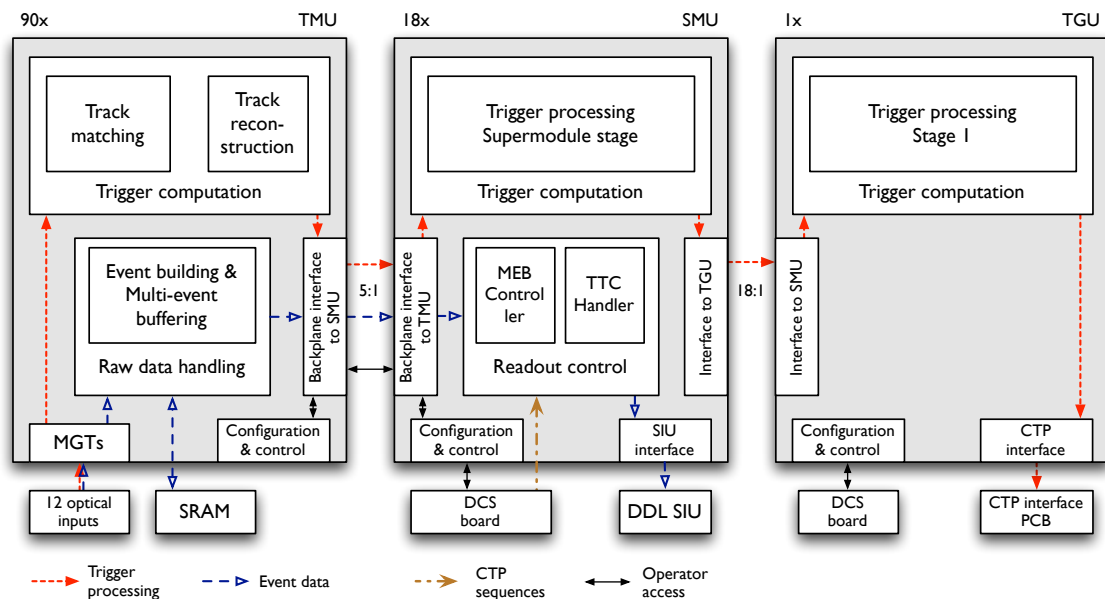 90x
TMU
Track
matching
Track
recon-
struction
Trigger computation
Event building &
Multi-event
buffering
Raw data handling
Backplane interface
to SMU
MGTs
Configuration
& control
12 optical
inputs
SRAM
5:1
18x
SMU
Trigger processing
Supermodule stage
Trigger computation
Backplane interface
to TMU
MEB
Control
ler
TTC
Handler
Readout control
Interface to TGU
Configuration
& control
SIU
interface
DCS
board
DDL SIU
18:1
1x
TGU
Trigger processing
Stage 1
Trigger computation
Interface to SMU
Configuration
& control
CTP
interface
DCS
board
CTP interface
PCB
Trigger
processing
Event data
CTP
sequences
Operator
access